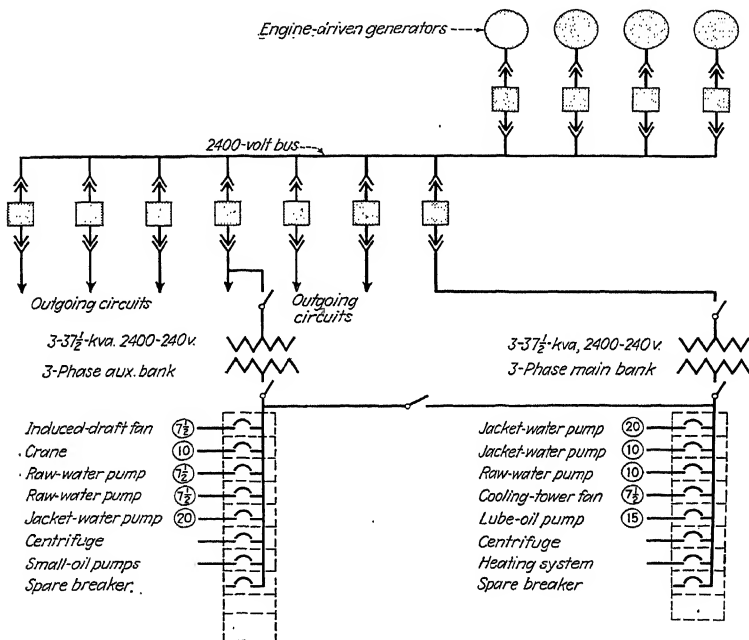 Engine-driven generators
2400-volt bus
Outgoing circuits
Outgoing
circuits
3-37½-kva. 2400-240v.
3-Phase aux. bank
3-37½-kva, 2400-240v.
3-Phase main bank
Induced-draft fan 7½
Crane 10
Raw-water pump 7½
Raw-water pump 7½
Jacket-water pump 20
Centrifuge
Small-oil pumps
Spare breaker
Jacket-water pump 20
Jacket-water pump 10
Raw-water pump 10
Cooling-tower fan 7½
Lube-oil pump 15
Centrifuge
Heating system
Spare breaker